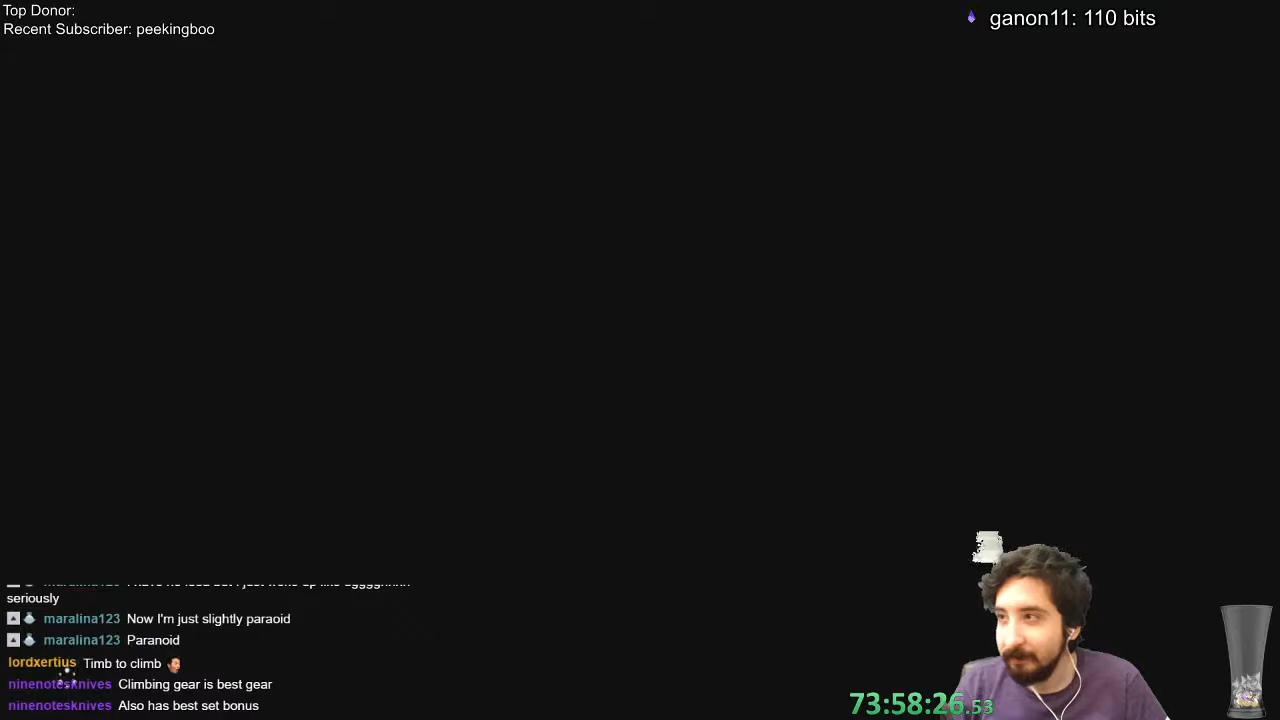 Top Donor:
Recent Subscriber: peekingboo
ganon11: 110 bits
seriously
maralina123 Now I'm just slightly paraoid
maralina123 Paranoid
lordxertius Timb to climb
ninenotesknives Climbing gear is best gear
ninenotesknives Also has best set bonus
73:58:26.53